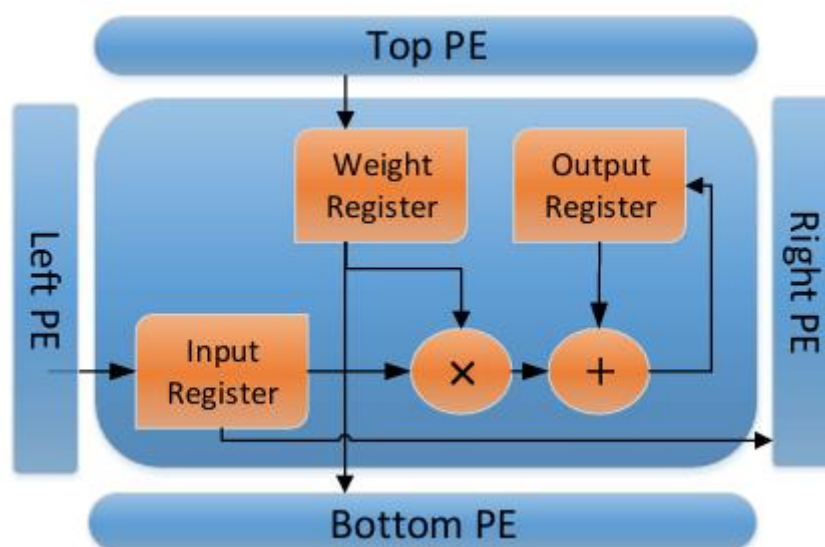 Top PE
Left PE
Weight
Register
Output
Register
Right PE
Input
Register
×
+
Bottom PE